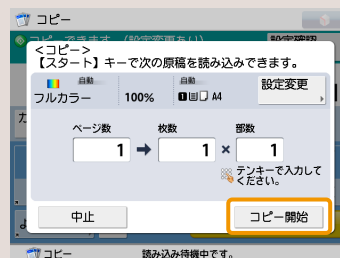 コピー
コピーできます。(設定変更あり)
設定確認
<コピー>
【スタート】キーで次の原稿を読み込みできます。
自動
フルカラー
100%
自動
1 A4
設定変更
ページ数
枚数
部数
1
1
×
1
テンキーで入力して
ください。
中止
コピー開始
コピー
読み込み待機中です。